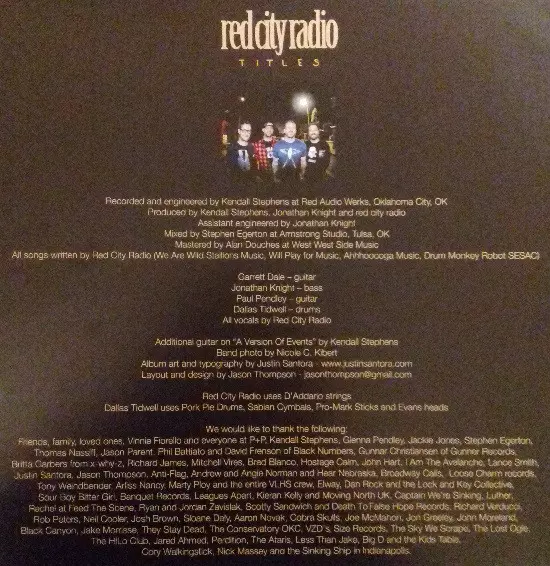 red city radio
TITLES
Recorded and engineered by Kendall Stephens at Red Audio Werks, Oklahoma City, OK
Produced by Kendall Stephens, Jonathan Knight and red city radio
Assistant engineered by Jonathan Knight
Mixed by Stephen Egerton at Armstrong Studio, Tulsa, OK
Mastered by Alan Douches at West West Side Music
All songs written by Red City Radio (We Are Wild Stallions Music, Will Play for Music, Ahhhoocoga Music, Drum Monkey Robot SESAC)
Garrett Dale – guitar
Jonathan Knight – bass
Paul Pendley – guitar
Dallas Tidwell – drums
All vocals by Red City Radio
Additional guitar on "A Version Of Events" by Kendall Stephens
Band photo by Nicole C. Kibert
Album art and typography by Justin Santora - www.justinsantora.com
Layout and design by Jason Thompson - jasonthompson@gmail.com
Red City Radio uses D'Addario strings
Dallas Tidwell uses Pork Pie Drums, Sabian Cymbals, Pro-Mark Sticks and Evans heads
We would like to thank the following:
Friends, family, loved ones, Vinnie Fiorello and everyone at P+P, Kendall Stephens, Glenna Pendley, Jackie Jones, Stephen Egerton,
Thomas Nassiff, Jason Parent, Phil Battiato and David Frenson of Black Numbers, Gunnar Christiansen of Gunner Records,
Britta Garbers from x-why-z, Richard James, Mitchell Vires, Brad Blanco, Hostage Calm, John Hart, I Am The Avalanche, Lance Smith,
Justin Santora, Jason Thompson, Anti-Flag, Andrew and Angie Norman and Hear Nebraska, Broadway Calls, Loose Charm records,
Tony Weinbender, Arliss Nancy, Marty Ploy and the entire VLHS crew, Elway, Dan Rock and the Lock and Key Collective,
Sour Boy Bitter Girl, Banquet Records, Leagues Apart, Kieran Kelly and Moving North UK, Captain We're Sinking, Luther,
Rachel at Feed The Scene, Ryan and Jordan Zavislak, Scotty Sandwich and Death To False Hope Records, Richard Verducci,
Rob Peters, Neil Cooper, Josh Brown, Sloane Daly, Aaron Novak, Cobra Skulls, Joe McMahon, Jon Greeley, John Moreland,
Black Canyon, Jake Morrase, They Stay Dead, The Conservatory OKC, VZD's, Size Records, The Sky We Scrape, The Lost Ogle,
The HiLo Club, Jared Ahmed, Perdition, The Ataris, Less Than Jake, Big D and the Kids Table,
Cory Walkingstick, Nick Massey and the Sinking Ship in Indianapolis.